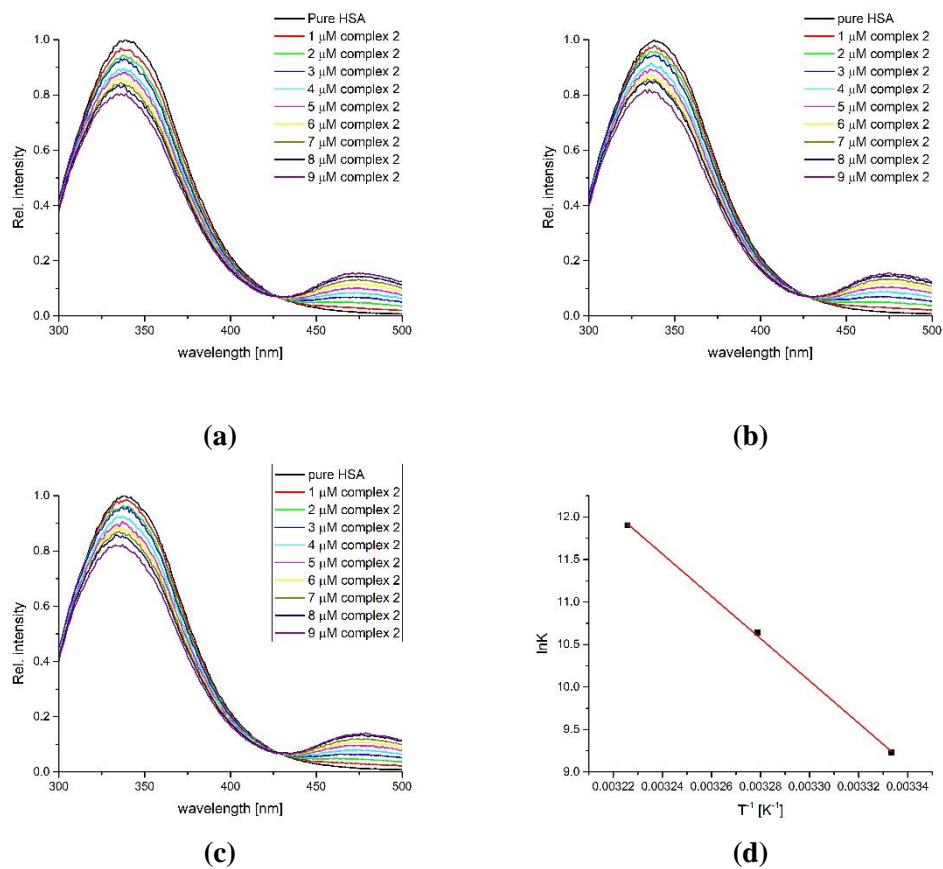 Pure HSA
1 μM complex 2
2 μM complex 2
3 μM complex 2
4 μM complex 2
5 μM complex 2
6 μM complex 2
7 μM complex 2
8 μM complex 2
9 μM complex 2
1.0
0.8
0.6
0.4
0.2
0.0
Rel. intensity
300 350 400 450 500
wavelength [nm]
(a)
pure HSA
1 μM complex 2
2 μM complex 2
3 μM complex 2
4 μM complex 2
5 μM complex 2
6 μM complex 2
7 μM complex 2
8 μM complex 2
9 μM complex 2
1.0
0.8
0.6
0.4
0.2
0.0
Rel. intensity
300 350 400 450 500
wavelength [nm]
(b)
pure HSA
1 μM complex 2
2 μM complex 2
3 μM complex 2
4 μM complex 2
5 μM complex 2
6 μM complex 2
7 μM complex 2
8 μM complex 2
9 μM complex 2
1.0
0.8
0.6
0.4
0.2
0.0
Rel. intensity
300 350 400 450 500
wavelength [nm]
(c)
12.0
11.5
11.0
10.5
10.0
9.5
9.0
lnK
0.00322 0.00324 0.00326 0.00328 0.00330 0.00332 0.00334
T⁻¹ [K⁻¹]
(d)